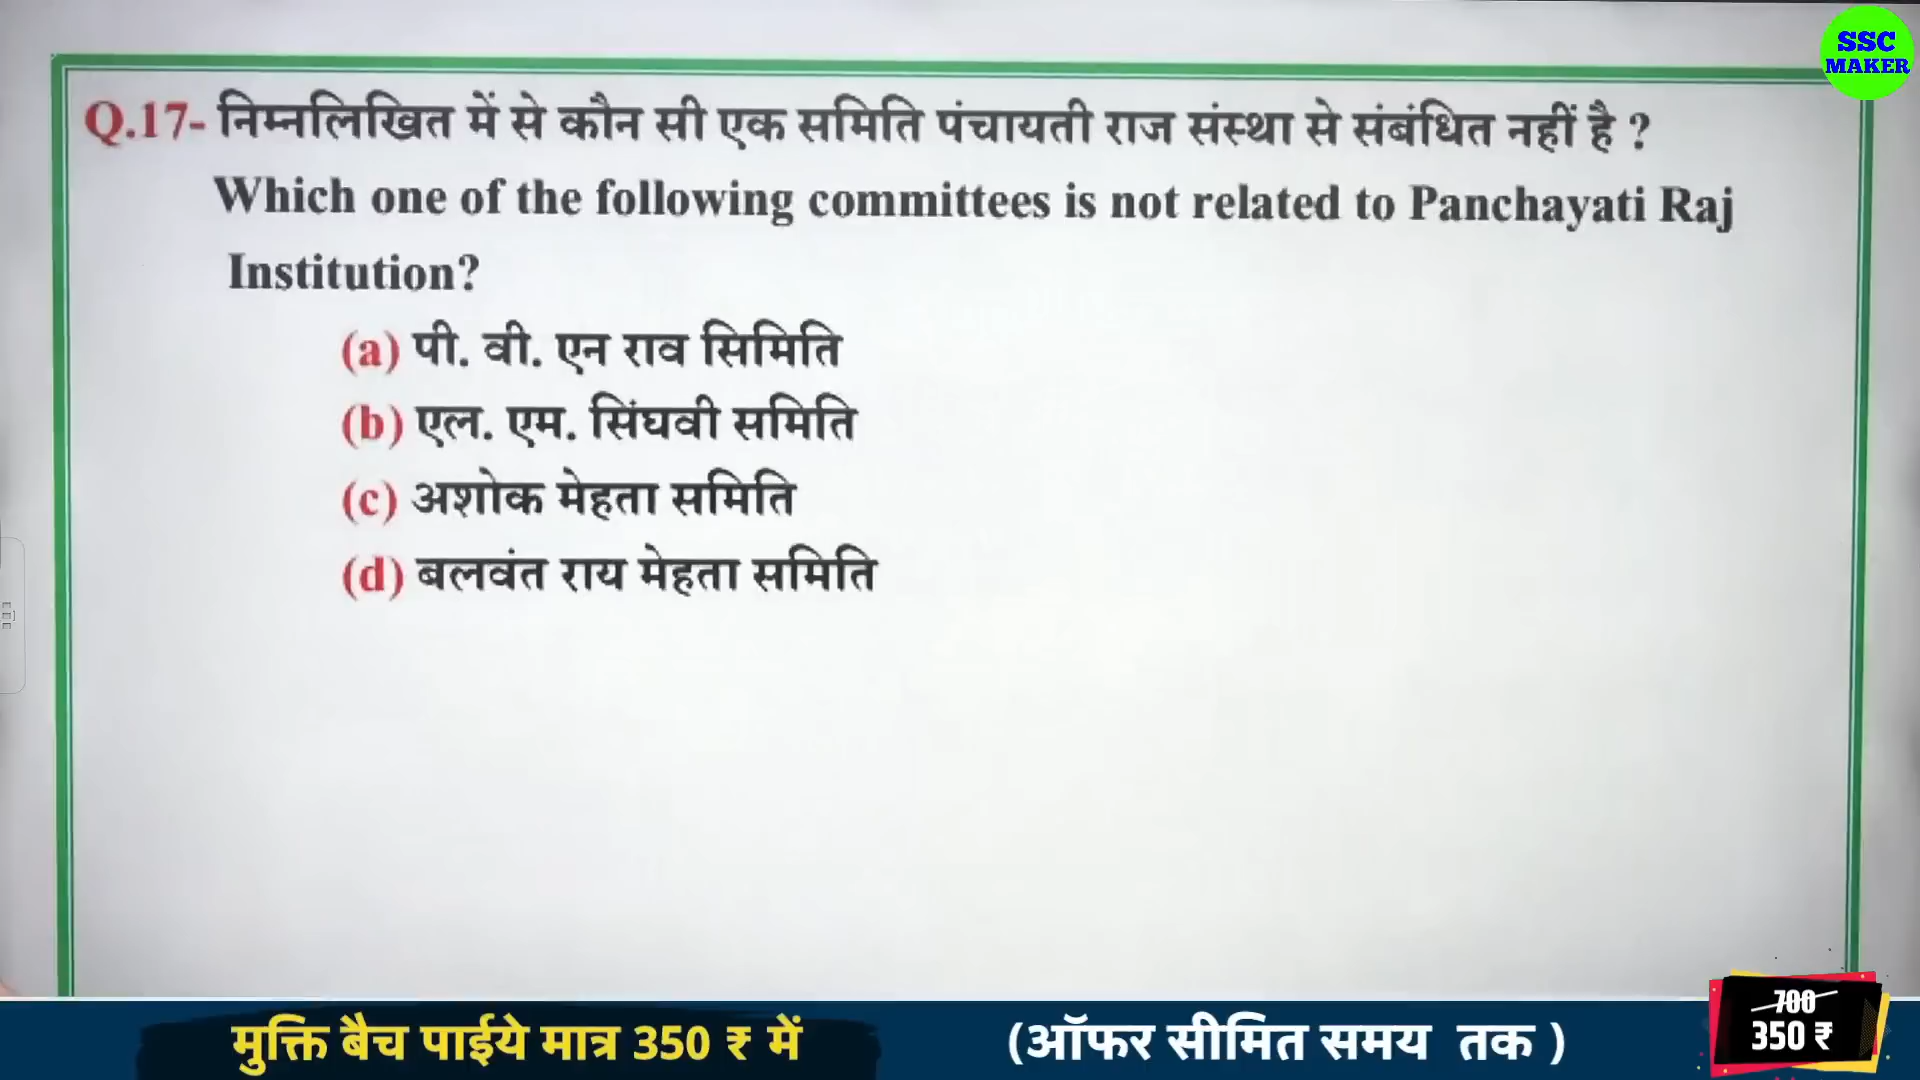 SSC
MAKER
Q.17- निम्नलिखित में से कौन सी एक समिति पंचायती राज संस्था से संबंधित नहीं है ?
Which one of the following committees is not related to Panchayati Raj
Institution?
(a) पी. वी. एन राव सिमिति
(b) एल. एम. सिंघवी समिति
(c) अशोक मेहता समिति
(d) बलवंत राय मेहता समिति
मुक्ति बैच पाईये मात्र 350 ₹ में
(ऑफर सीमित समय तक )
700
350 ₹